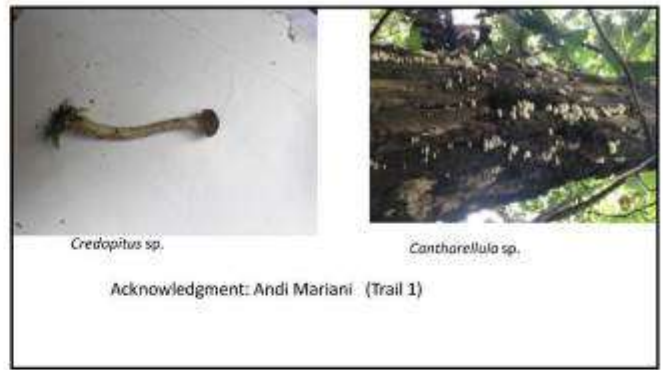 Credopitus sp.
Cantharellula sp.
Acknowledgment: Andi Mariani (Trail 1)